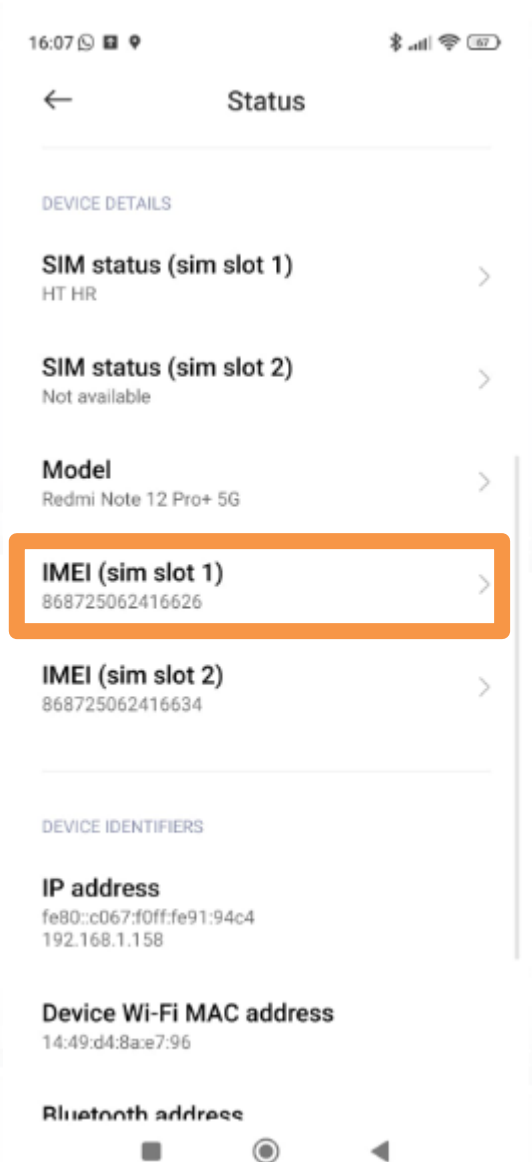 16:07
67
Status
DEVICE DETAILS
SIM status (sim slot 1)
HT HR
SIM status (sim slot 2)
Not available
Model
Redmi Note 12 Pro+ 5G
IMEI (sim slot 1)
868725062416626
IMEI (sim slot 2)
868725062416634
DEVICE IDENTIFIERS
IP address
fe80::c067:f0ff:fe91:94c4
192.168.1.158
Device Wi-Fi MAC address
14:49:d4:8a:e7:96
Bluetooth address